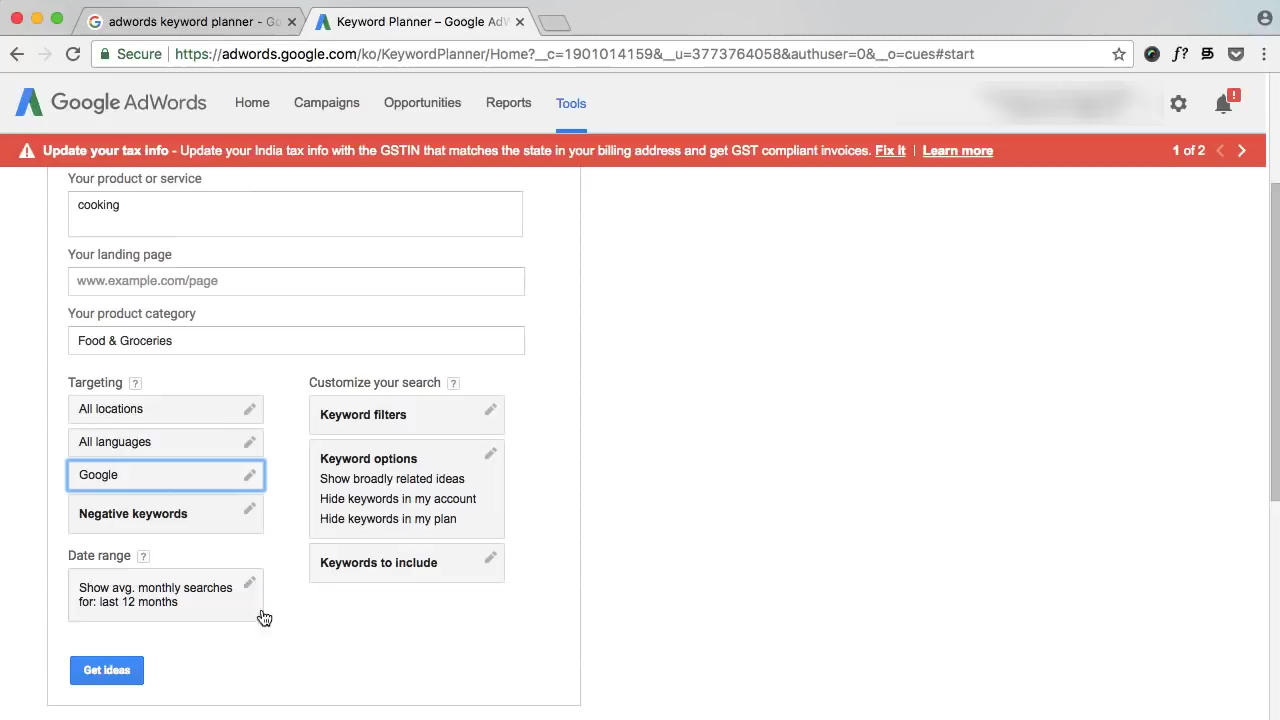 adwords keyword planner - G
Keyword Planner – Google AdW
Secure
https://adwords.google.com/ko/KeywordPlanner/Home?__c=1901014159&__u=3773764058&authuser=0&__o=cues#start
f?
Google AdWords
Home
Campaigns
Opportunities
Reports
Tools
!
Update your tax info - Update your India tax info with the GSTIN that matches the state in your billing address and get GST compliant invoices. Fix It | Learn more
1 of 2
Your product or service
cooking
Your landing page
www.example.com/page
Your product category
Food & Groceries
Targeting ?
All locations
All languages
Google
Negative keywords
Date range ?
Show avg. monthly searches
for: last 12 months
Customize your search ?
Keyword filters
Keyword options
Show broadly related ideas
Hide keywords in my account
Hide keywords in my plan
Keywords to include
Get ideas